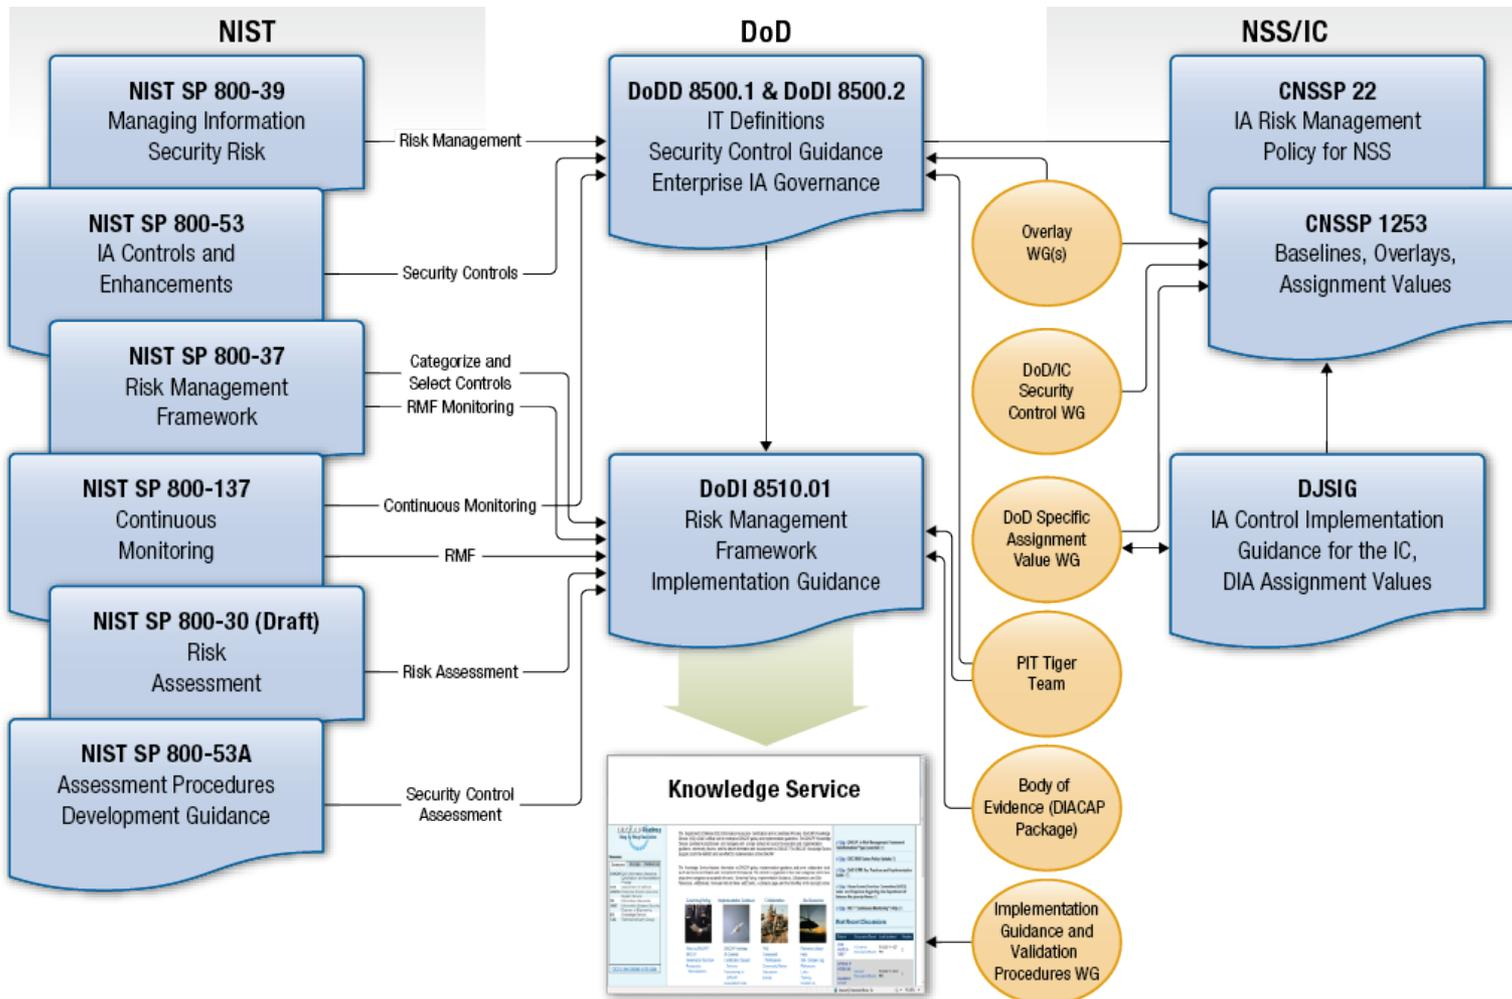 NIST
DoD
NSS/IC
NIST SP 800-39
Managing Information
Security Risk
NIST SP 800-53
IA Controls and
Enhancements
NIST SP 800-37
Risk Management
Framework
NIST SP 800-137
Continuous
Monitoring
NIST SP 800-30 (Draft)
Risk
Assessment
NIST SP 800-53A
Assessment Procedures
Development Guidance
Risk Management
Security Controls
Categorize and
Select Controls
RMF Monitoring
Continuous Monitoring
RMF
Risk Assessment
Security Control
Assessment
DoDD 8500.1 & DoDI 8500.2
IT Definitions
Security Control Guidance
Enterprise IA Governance
DoDI 8510.01
Risk Management
Framework
Implementation Guidance
Knowledge Service
Overlay
WG(s)
DoD/IC
Security
Control WG
DoD Specific
Assignment
Value WG
PIT Tiger
Team
Body of
Evidence (DIACAP
Package)
Implementation
Guidance and
Validation
Procedures WG
CNSSP 22
IA Risk Management
Policy for NSS
CNSSP 1253
Baselines, Overlays,
Assignment Values
DJSIG
IA Control Implementation
Guidance for the IC,
DIA Assignment Values